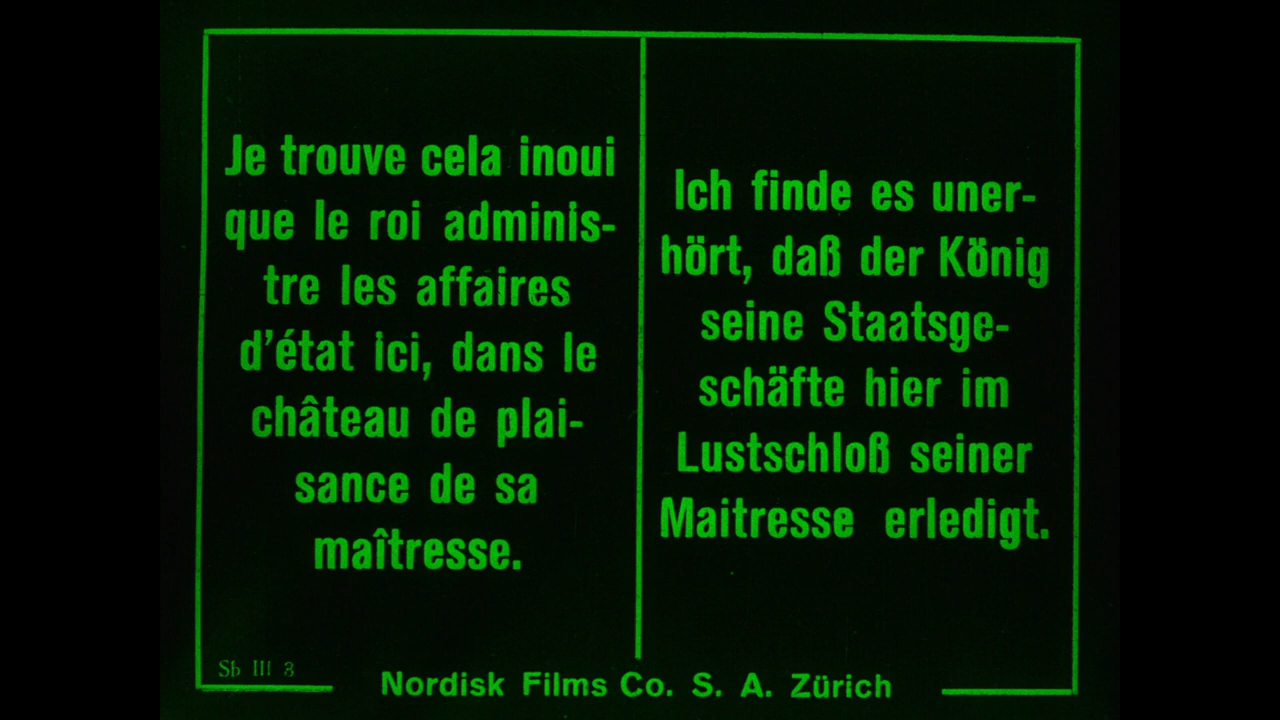 Je trouve cela inoui
que le roi adminis-
tre les affaires
d'état ici, dans le
château de plai-
sance de sa
maîtresse.
Ich finde es uner-
hört, daß der König
seine Staatsge-
schäfte hier im
Lustschloß seiner
Maitresse erledigt.
Sb III 3
Nordisk Films Co. S. A. Zürich